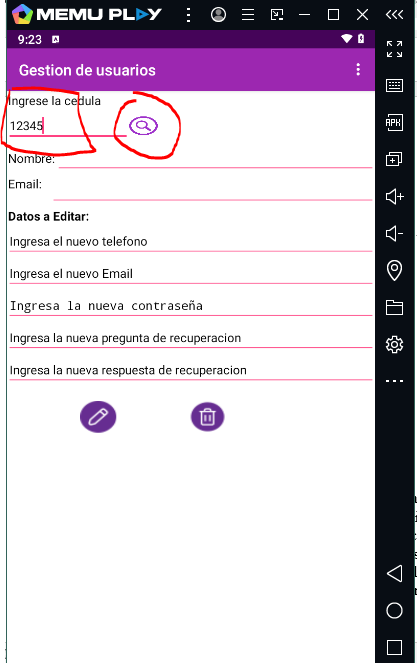 MEMU PLAY
9:23
Gestion de usuarios
Ingrese la cedula
12345
Nombre:
Email:
Datos a Editar:
Ingresa el nuevo telefono
Ingresa el nuevo Email
Ingresa la nueva contraseña
Ingresa la nueva pregunta de recuperacion
Ingresa la nueva respuesta de recuperacion
APK